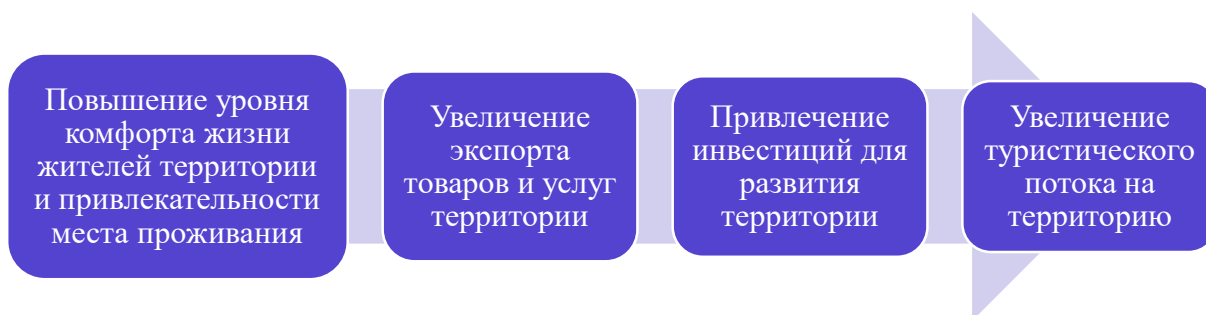 Повышение уровня
комфорта жизни
жителей территории
и привлекательности
места проживания
Увеличение
экспорта
товаров и услуг
территории
Привлечение
инвестиций для
развития
территории
Увеличение
туристического
потока на
территорию